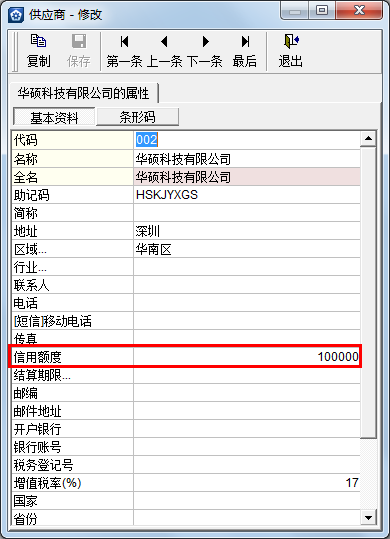 供应商 - 修改
复制 保存 第一条 上一条 下一条 最后 退出
华硕科技有限公司的属性
基本资料 条形码
代码 002
名称 华硕科技有限公司
全名 华硕科技有限公司
助记码 HSKJYXGS
简称
地址 深圳
区域... 华南区
行业...
联系人
电话
[短信]移动电话
传真
信用额度 100000
结算期限...
邮编
邮件地址
开户银行
银行账号
税务登记号
增值税率(%) 17
国家
省份